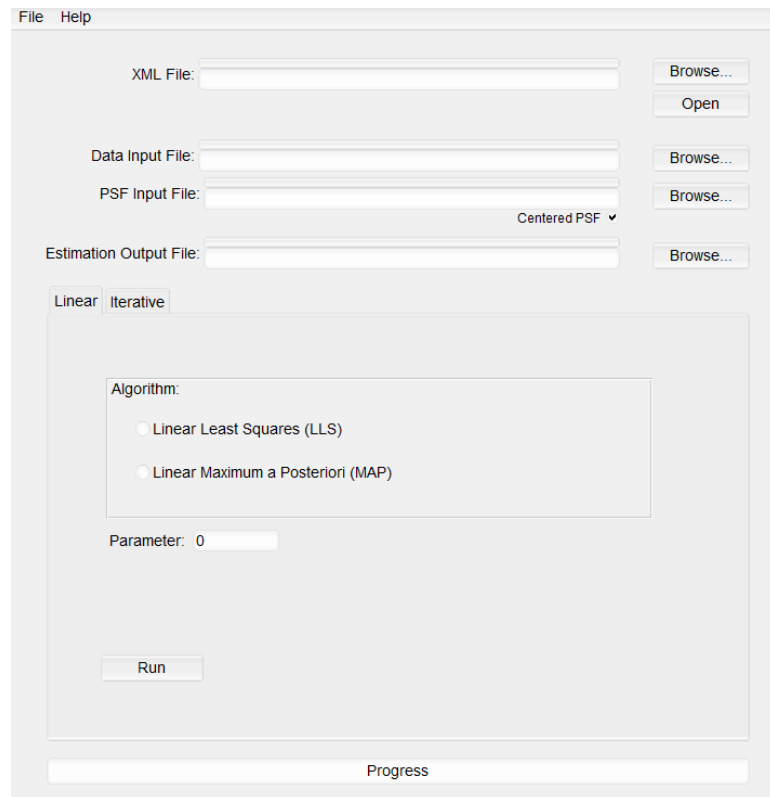 File Help
XML File: Browse...
Open
Data Input File: Browse...
PSF Input File: Browse...
Centered PSF
Estimation Output File: Browse...
Linear Iterative
Algorithm:
Linear Least Squares (LLS)
Linear Maximum a Posteriori (MAP)
Parameter: 0
Run
Progress